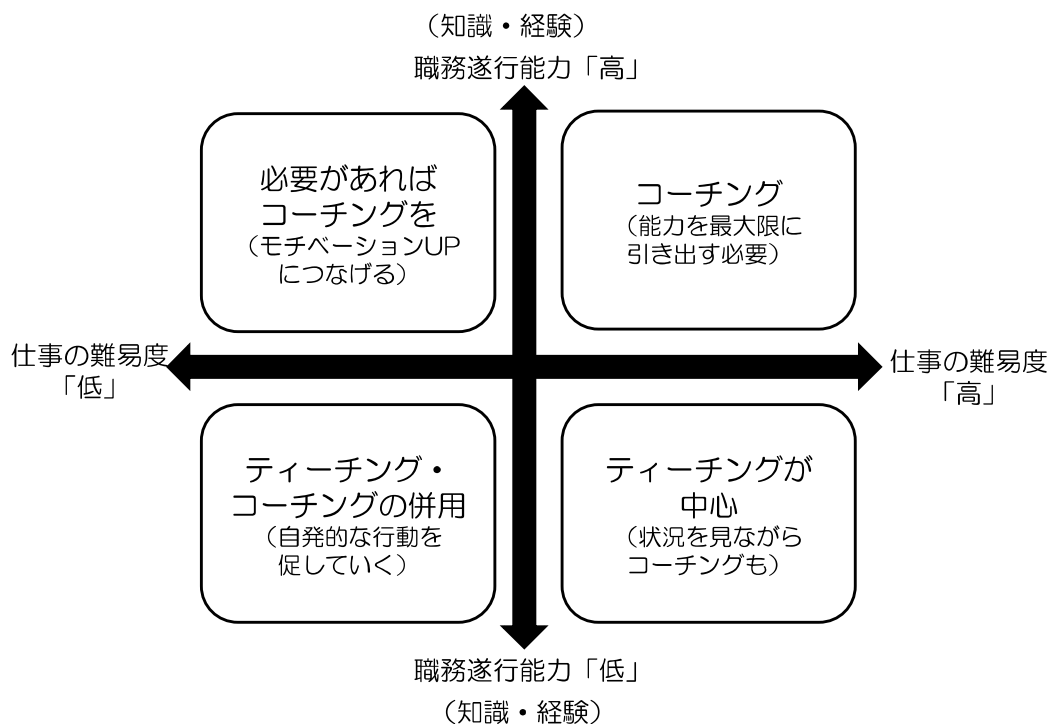 （知識・経験）
職務遂行能力「高」
必要があれば
コーチングを
（モチベーションUP
につなげる）
コーチング
（能力を最大限に
引き出す必要）
仕事の難易度
「低」
仕事の難易度
「高」
ティーチング・
コーチングの併用
（自発的な行動を
促していく）
ティーチングが
中心
（状況を見ながら
コーチングも）
職務遂行能力「低」
（知識・経験）